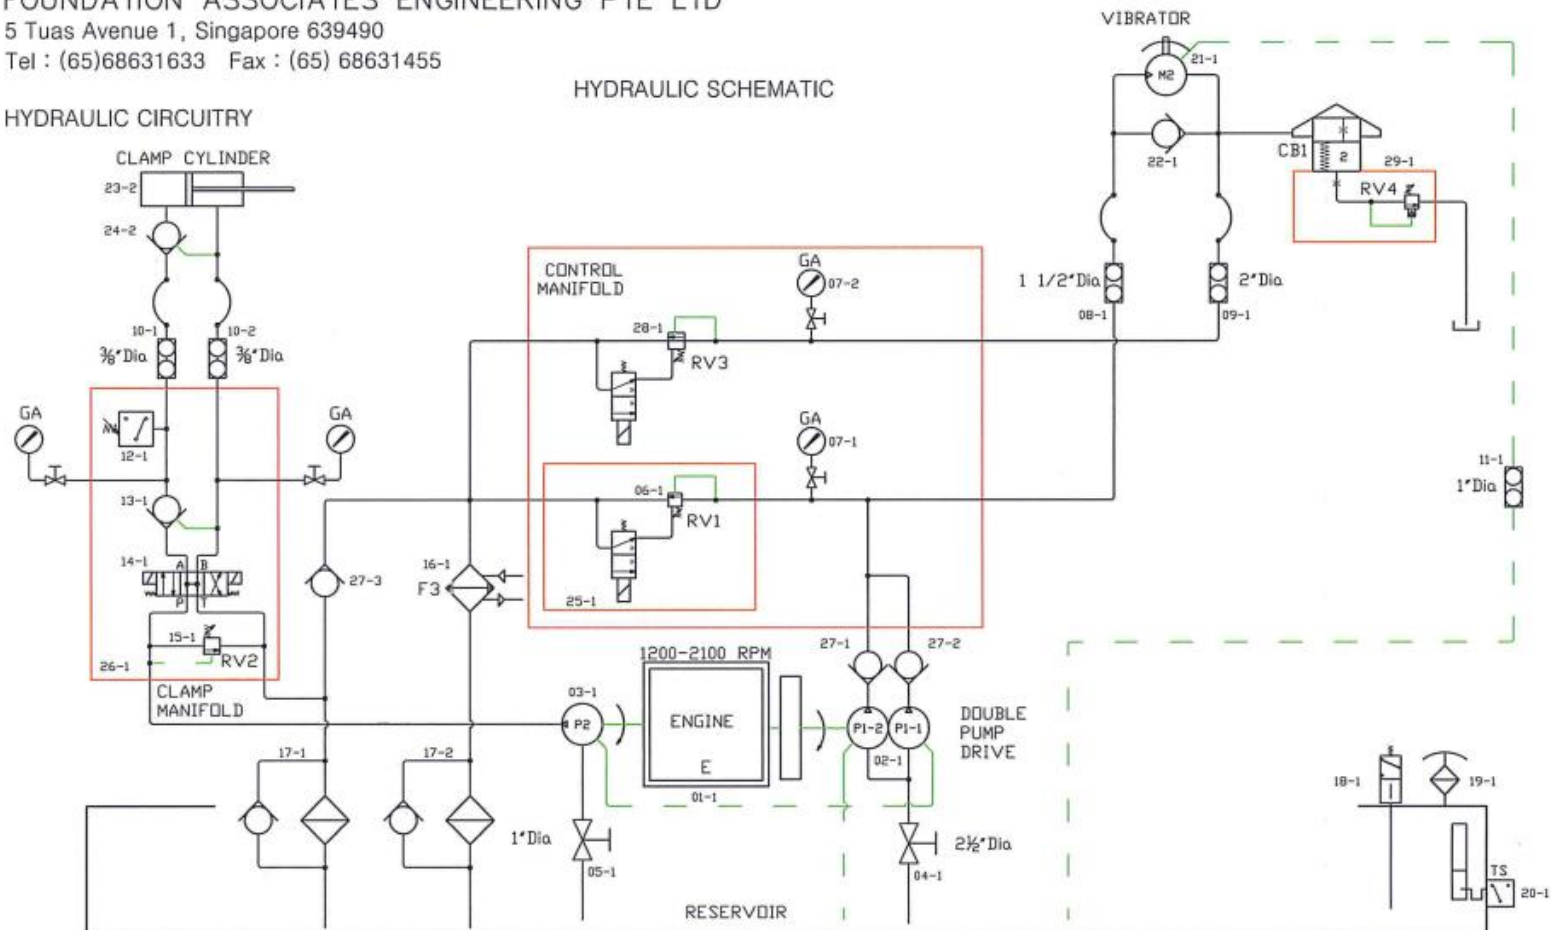 FOUNDATION ASSOCIATES ENGINEERING PTE LTD
5 Tuas Avenue 1, Singapore 639490
Tel : (65)68631633 Fax : (65) 68631455
HYDRAULIC SCHEMATIC
HYDRAULIC CIRCUITRY
VIBRATOR
21-1
M2
22-1
CB1
2
29-1
RV4
CLAMP CYLINDER
23-2
24-2
10-1
10-2
3/8"Dia
3/8"Dia
GA
GA
12-1
13-1
14-1
A B
P T
15-1
RV2
26-1
CLAMP
MANIFOLD
27-3
16-1
F3
CONTROL
MANIFOLD
GA
07-2
28-1
RV3
GA
07-1
06-1
RV1
25-1
1 1/2"Dia
2"Dia
08-1
09-1
11-1
1"Dia
27-1
27-2
1200-2100 RPM
ENGINE
E
01-1
03-1
P2
P1-2
P1-1
02-1
DOUBLE
PUMP
DRIVE
17-1
17-2
1"Dia
05-1
2½"Dia
04-1
RESERVOIR
18-1
19-1
TS
20-1